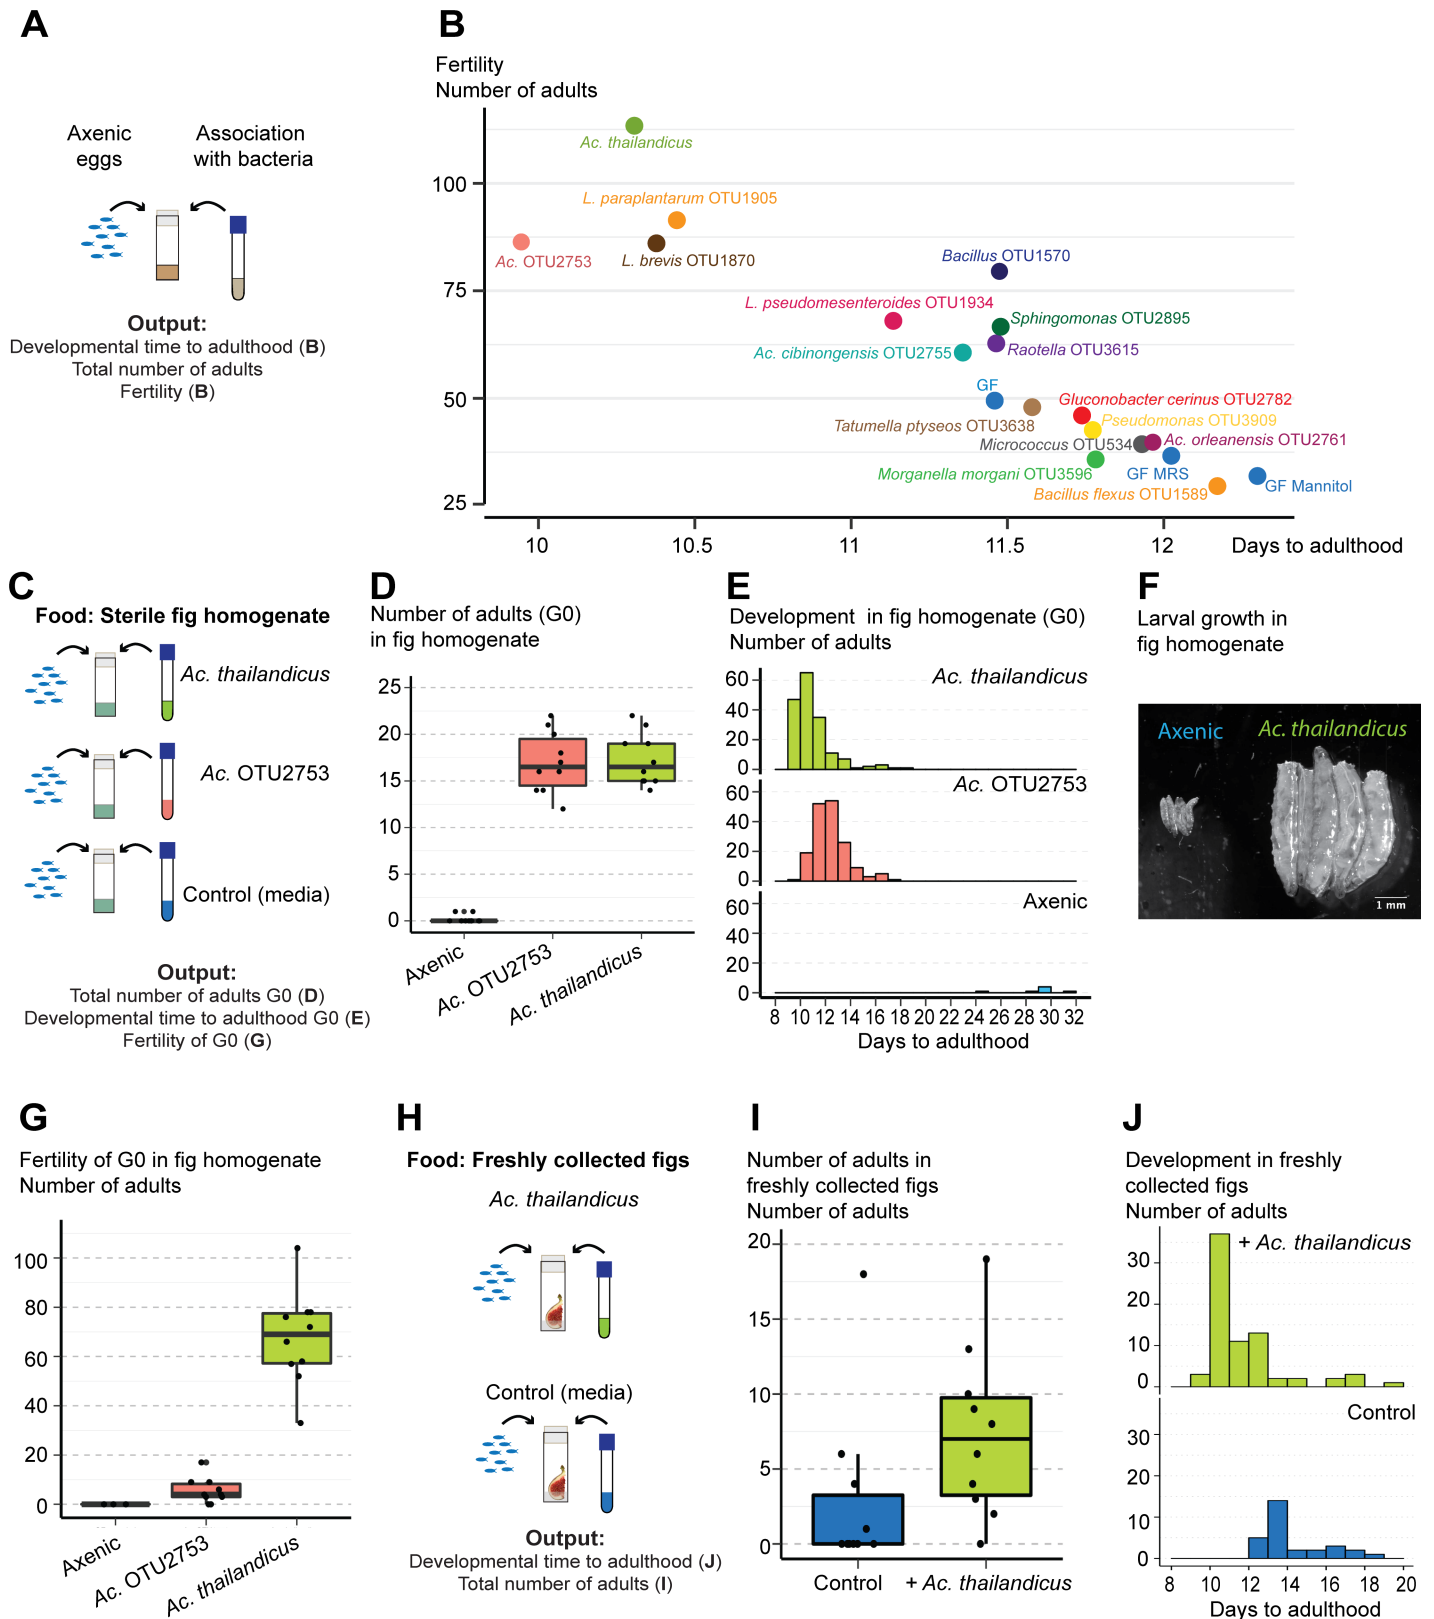 A
Axenic
eggs
Association
with bacteria
Output:
Developmental time to adulthood (B)
Total number of adults
Fertility (B)
B
Fertility
Number of adults
100
75
50
25
Ac. thailandicus
L. paraplantarum OTU1905
Ac. OTU2753
L. brevis OTU1870
Bacillus OTU1570
L. pseudomesenteroides OTU1934
Sphingomonas OTU2895
Ac. cibinongensis OTU2755
Raotella OTU3615
GF
Gluconobacter cerinus OTU2782
Tatumella ptyseos OTU3638
Pseudomonas OTU3909
Micrococcus OTU534
Ac. orleanensis OTU2761
Morganella morgani OTU3596
GF MRS
Bacillus flexus OTU1589
GF Mannitol
10
10.5
11
11.5
12
Days to adulthood
C
Food: Sterile fig homogenate
Ac. thailandicus
Ac. OTU2753
Control (media)
Output:
Total number of adults G0 (D)
Developmental time to adulthood G0 (E)
Fertility of G0 (G)
D
Number of adults (G0)
in fig homogenate
25
20
15
10
5
0
Axenic
Ac. OTU2753
Ac. thailandicus
E
Development in fig homogenate (G0)
Number of adults
Ac. thailandicus
60
40
20
0
Ac. OTU2753
60
40
20
0
Axenic
60
40
20
0
8 10 12 14 16 18 20 22 24 26 28 30 32
Days to adulthood
F
Larval growth in
fig homogenate
Axenic
Ac. thailandicus
1 mm
G
Fertility of G0 in fig homogenate
Number of adults
100
80
60
40
20
0
Axenic
Ac. OTU2753
Ac. thailandicus
H
Food: Freshly collected figs
Ac. thailandicus
Control (media)
Output:
Developmental time to adulthood (J)
Total number of adults (I)
I
Number of adults in
freshly collected figs
Number of adults
20
15
10
5
0
Control
+ Ac. thailandicus
J
Development in freshly
collected figs
Number of adults
+ Ac. thailandicus
30
20
10
0
Control
30
20
10
0
8 10 12 14 16 18 20
Days to adulthood